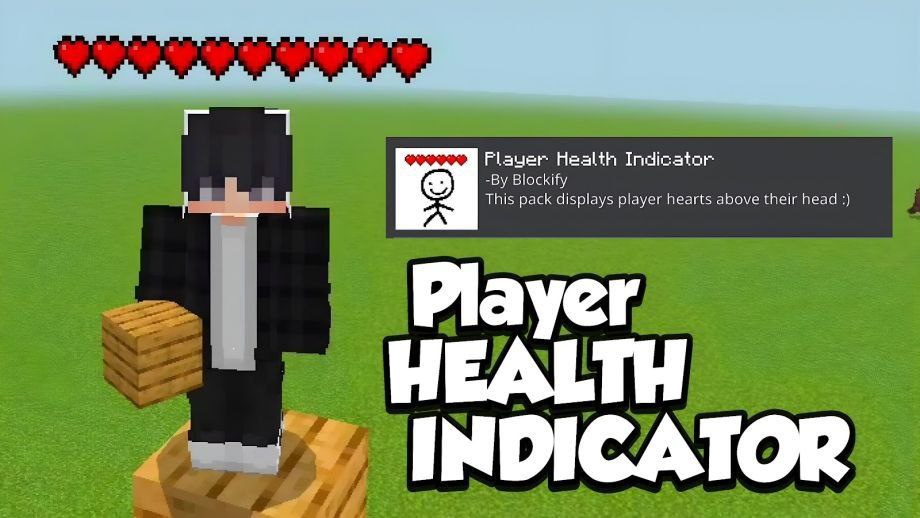 Player Health Indicator
-By Blockify
This pack displays player hearts above their head :)
Player
HEALTH
INDICATOR